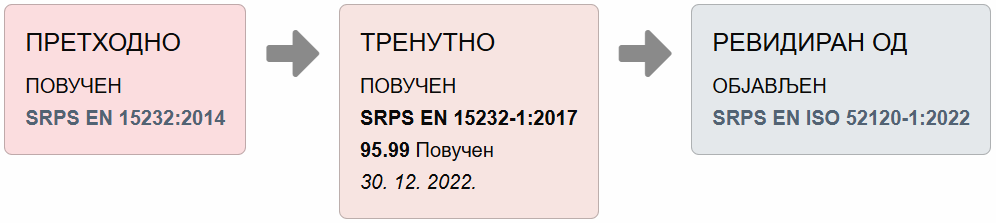 ПРЕТХОДНО
ПОВУЧЕН
SRPS EN 15232:2014
ТРЕНУТНО
ПОВУЧЕН
SRPS EN 15232-1:2017
95.99 Повучен
30. 12. 2022.
РЕВИДИРАН ОД
ОБЈАВЉЕН
SRPS EN ISO 52120-1:2022